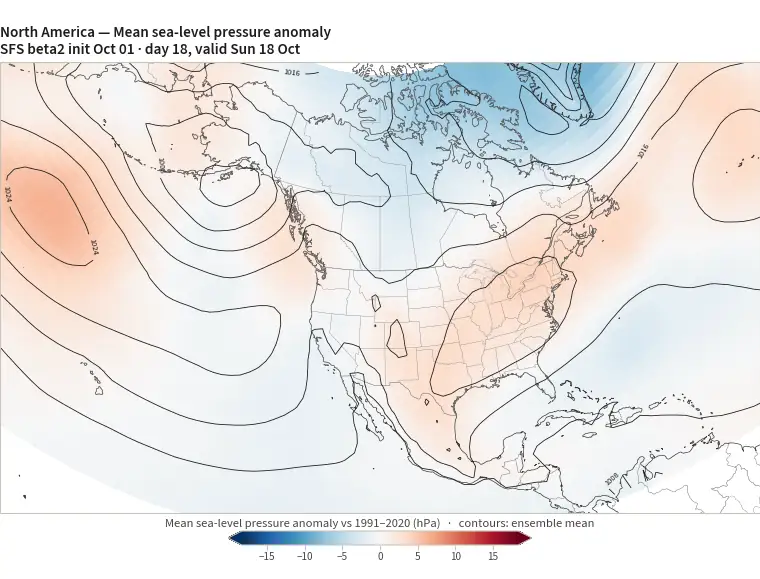 North America — Mean sea-level pressure anomaly
SFS beta2 init Oct 01 · day 18, valid Sun 18 Oct
1016
1016
1024
1024
1008
Mean sea-level pressure anomaly vs 1991–2020 (hPa) · contours: ensemble mean
−15 −10 −5 0 5 10 15